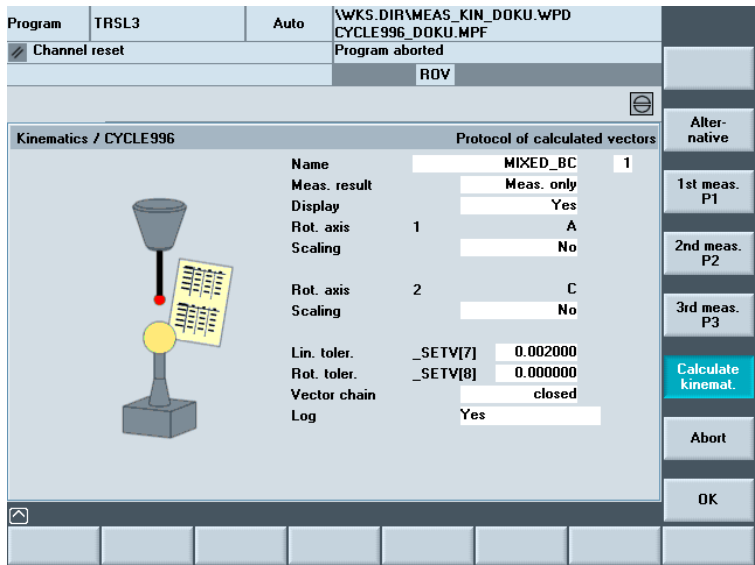 Program TRSL3 Auto \WKS.DIR\MEAS_KIN_DOKU.WPD
CYCLE996_DOKU.MPF
Channel reset Program aborted
ROV
Kinematics / CYCLE996 Protocol of calculated vectors
Name MIXED_BC 1
Meas. result Meas. only
Display Yes
Rot. axis 1 A
Scaling No
Rot. axis 2 C
Scaling No
Lin. toler. _SETV[7] 0.002000
Rot. toler. _SETV[8] 0.000000
Vector chain closed
Log Yes
Alter-
native
1st meas.
P1
2nd meas.
P2
3rd meas.
P3
Calculate
kinemat.
Abort
OK